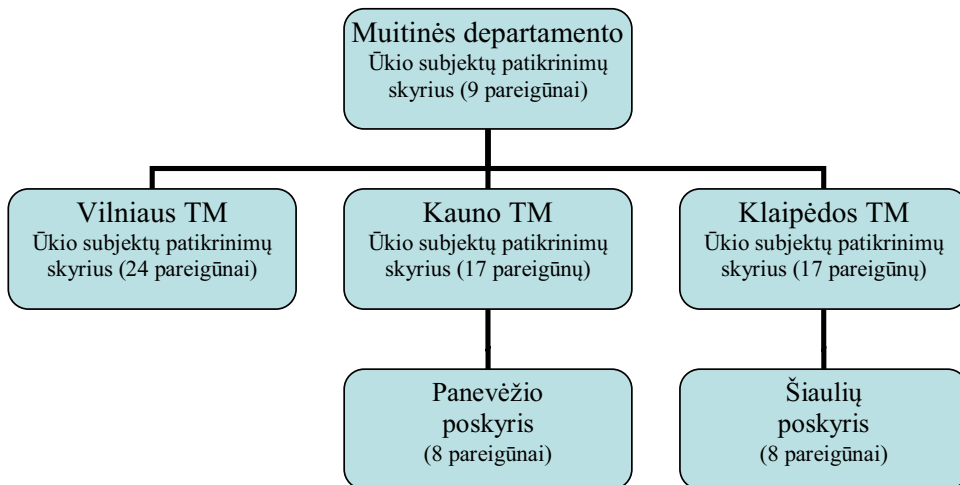 Muitinės departamento
Ūkio subjektų patikrinimų
skyrius (9 pareigūnai)
Vilniaus TM
Ūkio subjektų patikrinimų
skyrius (24 pareigūnai)
Kauno TM
Ūkio subjektų patikrinimų
skyrius (17 pareigūnų)
Klaipėdos TM
Ūkio subjektų patikrinimų
skyrius (17 pareigūnų)
Panevėžio
poskyris
(8 pareigūnai)
Šiaulių
poskyris
(8 pareigūnai)